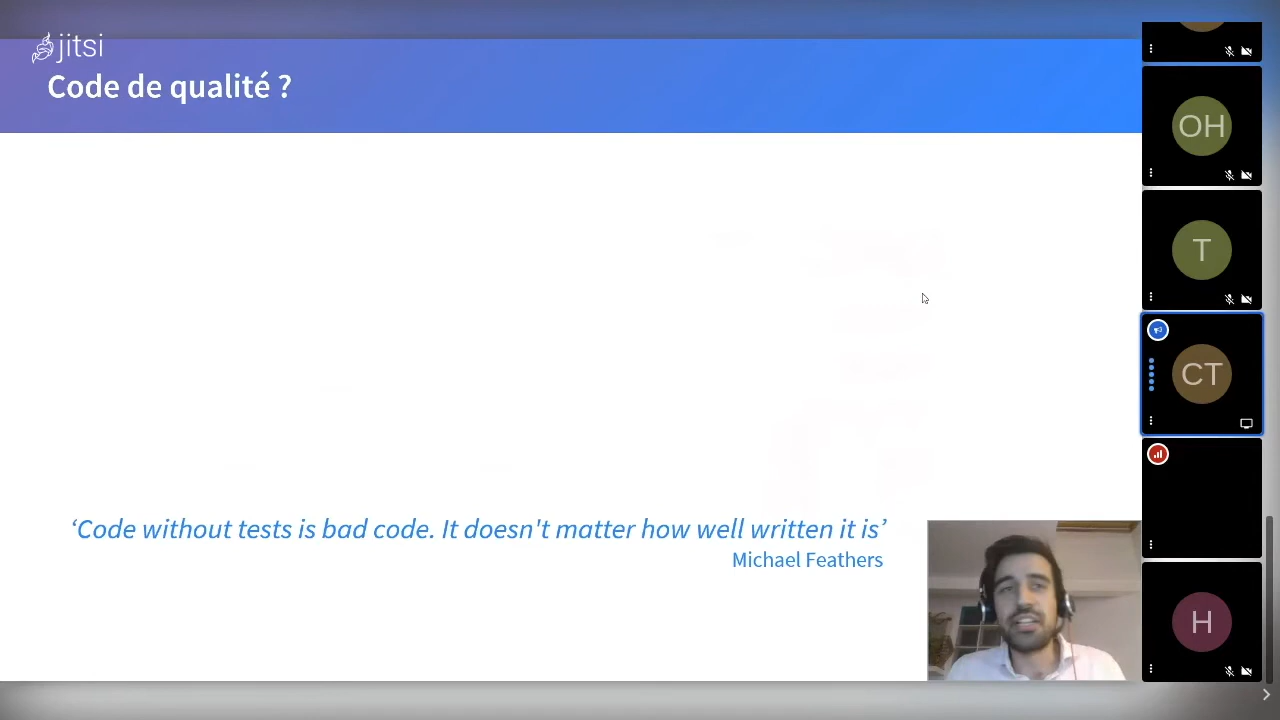 jitsi
Code de qualité ?
OH
T
CT
‘Code without tests is bad code. It doesn't matter how well written it is’
Michael Feathers
H